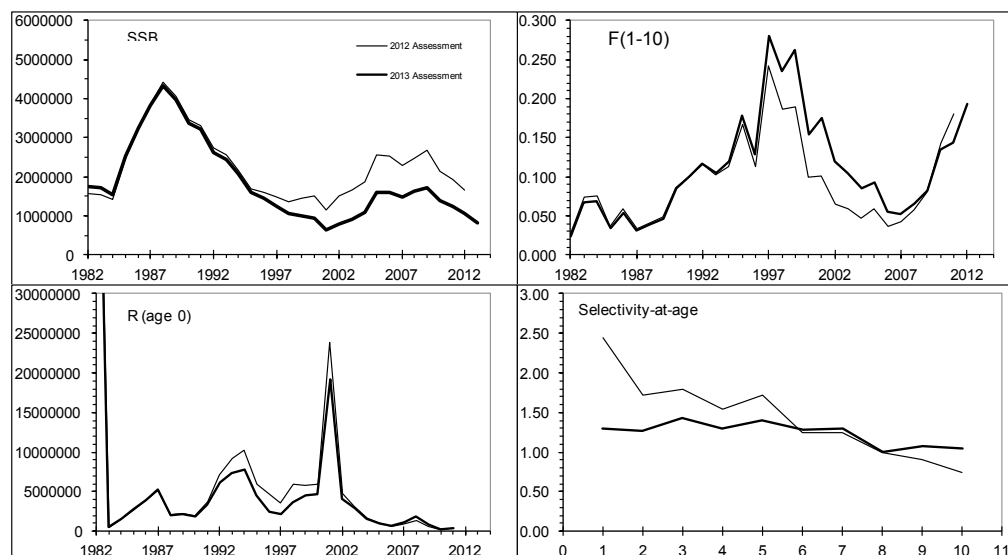 SSB
2012 Assessment
2013 Assessment
6000000
5000000
4000000
3000000
2000000
1000000
0
1982 1987 1992 1997 2002 2007 2012
F(1-10)
0.300
0.250
0.200
0.150
0.100
0.050
0.000
1982 1987 1992 1997 2002 2007 2012
R (age 0)
30000000
25000000
20000000
15000000
10000000
5000000
0
1982 1987 1992 1997 2002 2007 2012
Selectivity-at-age
3.00
2.50
2.00
1.50
1.00
0.50
0.00
0 1 2 3 4 5 6 7 8 9 10 11